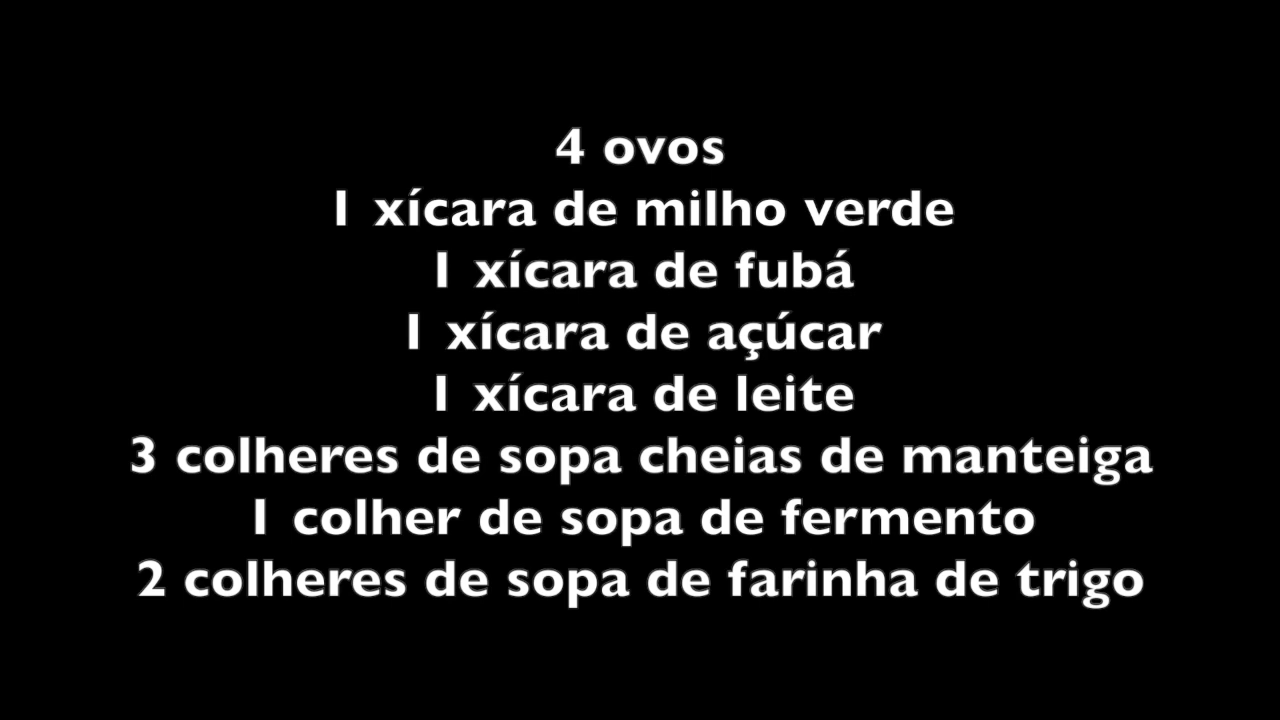 4 ovos
1 xícara de milho verde
1 xícara de fubá
1 xícara de açúcar
1 xícara de leite
3 colheres de sopa cheias de manteiga
1 colher de sopa de fermento
2 colheres de sopa de farinha de trigo